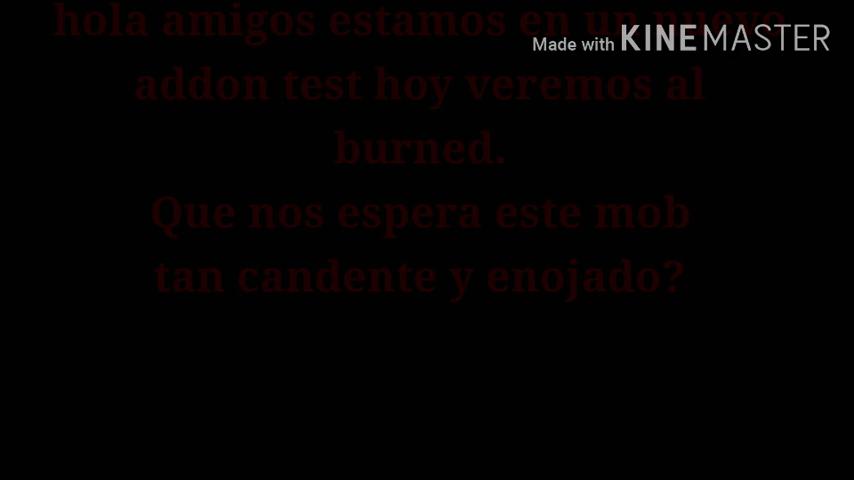 hola amigos estamos en un nuevo
Made with KINEMASTER
addon test hoy veremos al
burned.
Que nos espera este mob
tan candente y enojado?